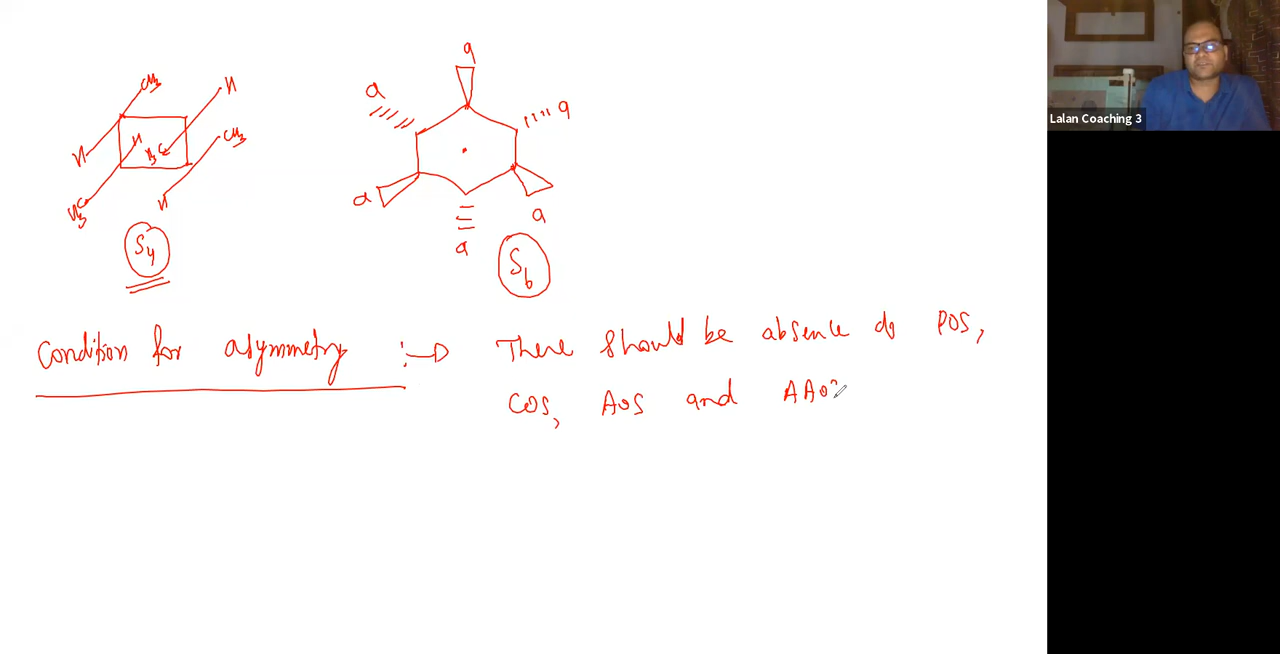 CH3 H
CH3
H H H3C
H3C H
S4
a
a a
a a
a
S6
Condition for asymmetry :→ There should be absence of POS,
COS, AOS and AAO
Lalan Coaching 3